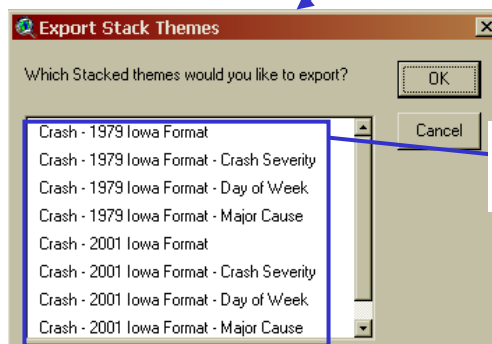 Export Stack Themes
Which Stacked themes would you like to export?
OK
Cancel
Crash - 1979 Iowa Format
Crash - 1979 Iowa Format - Crash Severity
Crash - 1979 Iowa Format - Day of Week
Crash - 1979 Iowa Format - Major Cause
Crash - 2001 Iowa Format
Crash - 2001 Iowa Format - Crash Severity
Crash - 2001 Iowa Format - Day of Week
Crash - 2001 Iowa Format - Major Cause